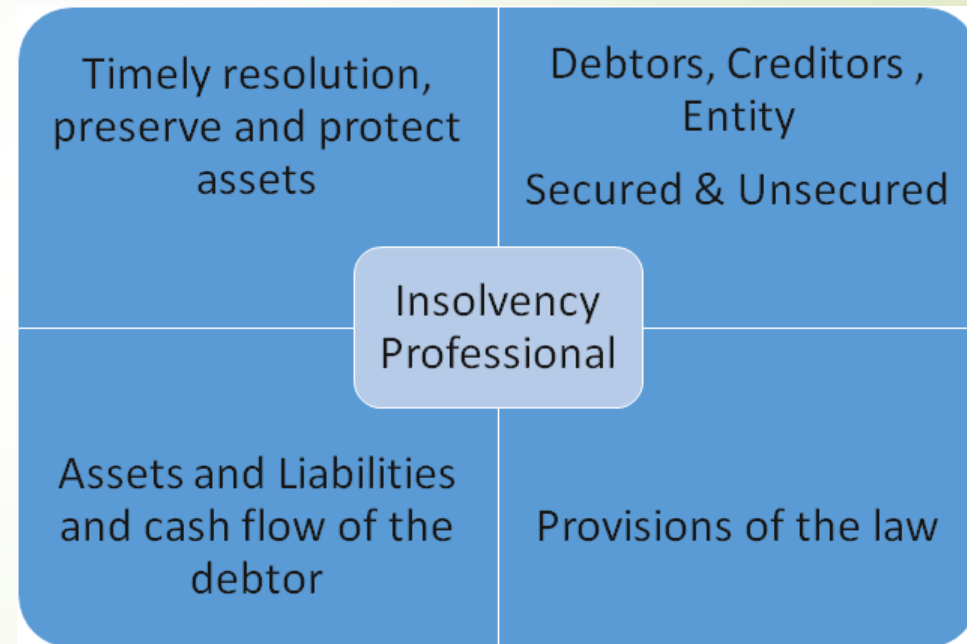 Timely resolution,
preserve and protect
assets
Debtors, Creditors ,
Entity
Secured & Unsecured
Insolvency
Professional
Assets and Liabilities
and cash flow of the
debtor
Provisions of the law